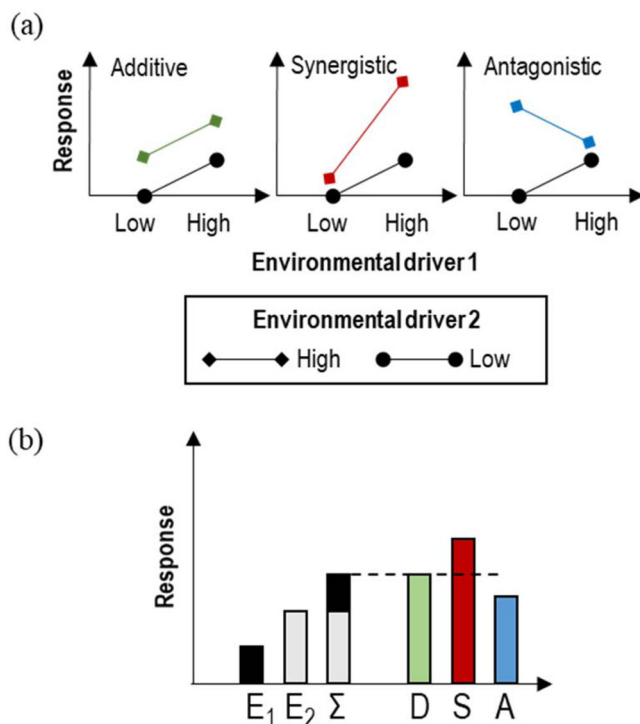 (a)
Additive
Synergistic
Antagonistic
Response
Low High
Low High
Low High
Environmental driver 1
Environmental driver 2
High Low
(b)
Response
E₁ E₂ Σ D S A